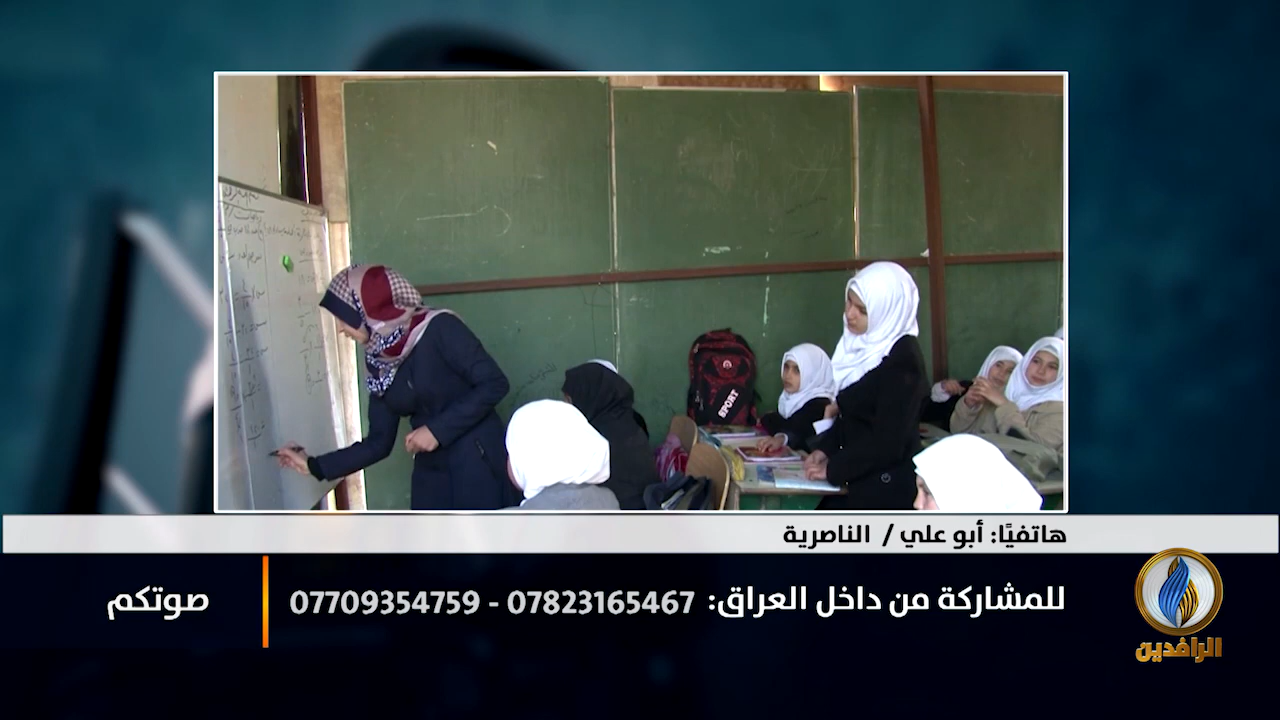 SPORT
هاتفيًا: أبو علي / الناصرية
للمشاركة من داخل العراق: 07823165467 - 07709354759
صوتكم
الرافدين